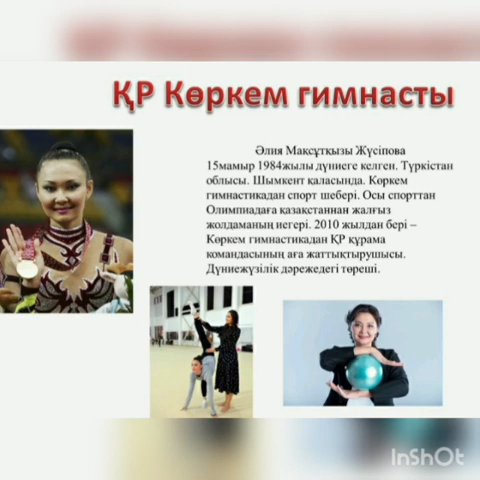 ҚР Көркем гимнасты
Әлия Мақсұтқызы Жүсіпова
15мамыр 1984жылы дүниеге келген. Түркістан
облысы. Шымкент қаласында. Көркем
гимнастикадан спорт шебері. Осы спорттан
Олимпиадаға қазақстаннан жалғыз
жолдаманың иегері. 2010 жылдан бері –
Көркем гимнастикадан ҚР құрама
командасының аға жаттықтырушысы.
Дүниежүзілік дәрежедегі төреші.
InShOt